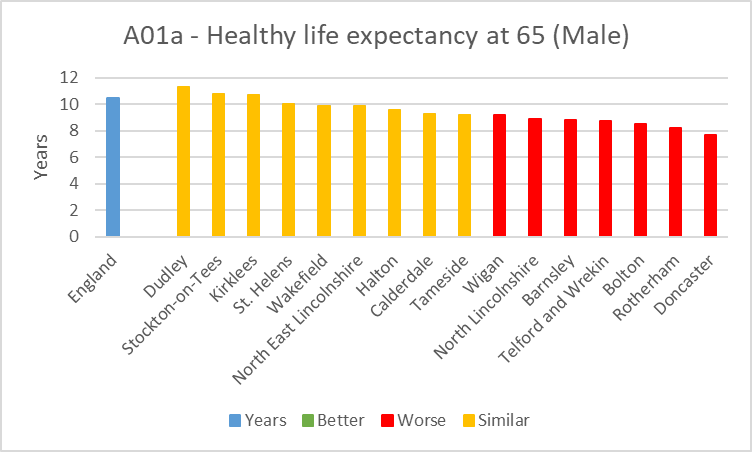 A01a - Healthy life expectancy at 65 (Male)
Years
12
10
8
6
4
2
0
England
Dudley
Stockton-on-Tees
Kirklees
St. Helens
Wakefield
North East Lincolnshire
Halton
Calderdale
Tameside
Wigan
North Lincolnshire
Barnsley
Telford and Wrekin
Bolton
Rotherham
Doncaster
Years Better Worse Similar